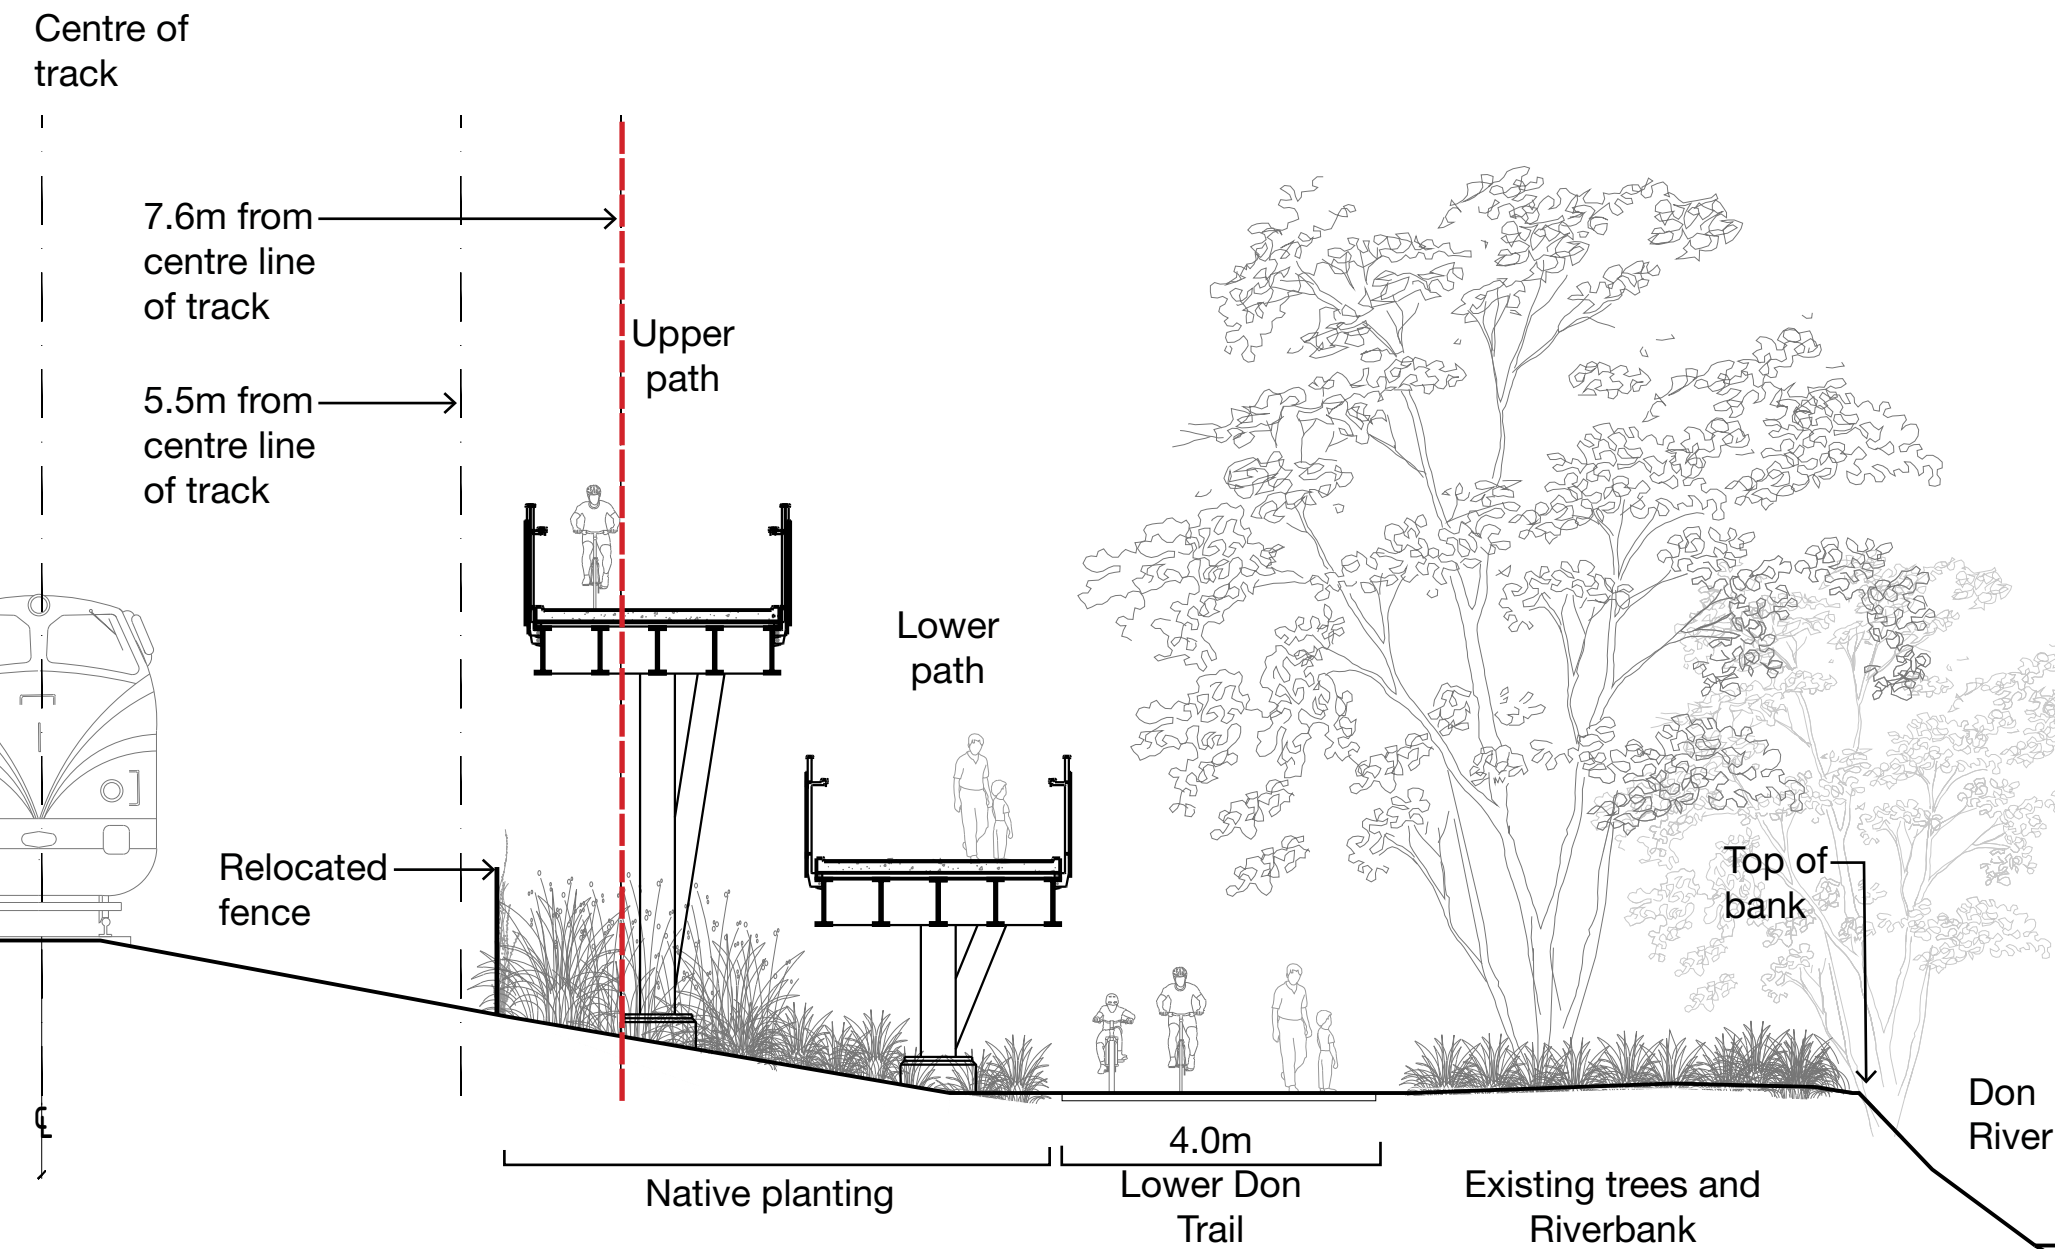 Centre of
track
7.6m from
centre line
of track
Upper
path
5.5m from
centre line
of track
Lower
path
Relocated
fence
Top of
bank
Don
River
4.0m
Native planting
Lower Don
Trail
Existing trees and
Riverbank
℄